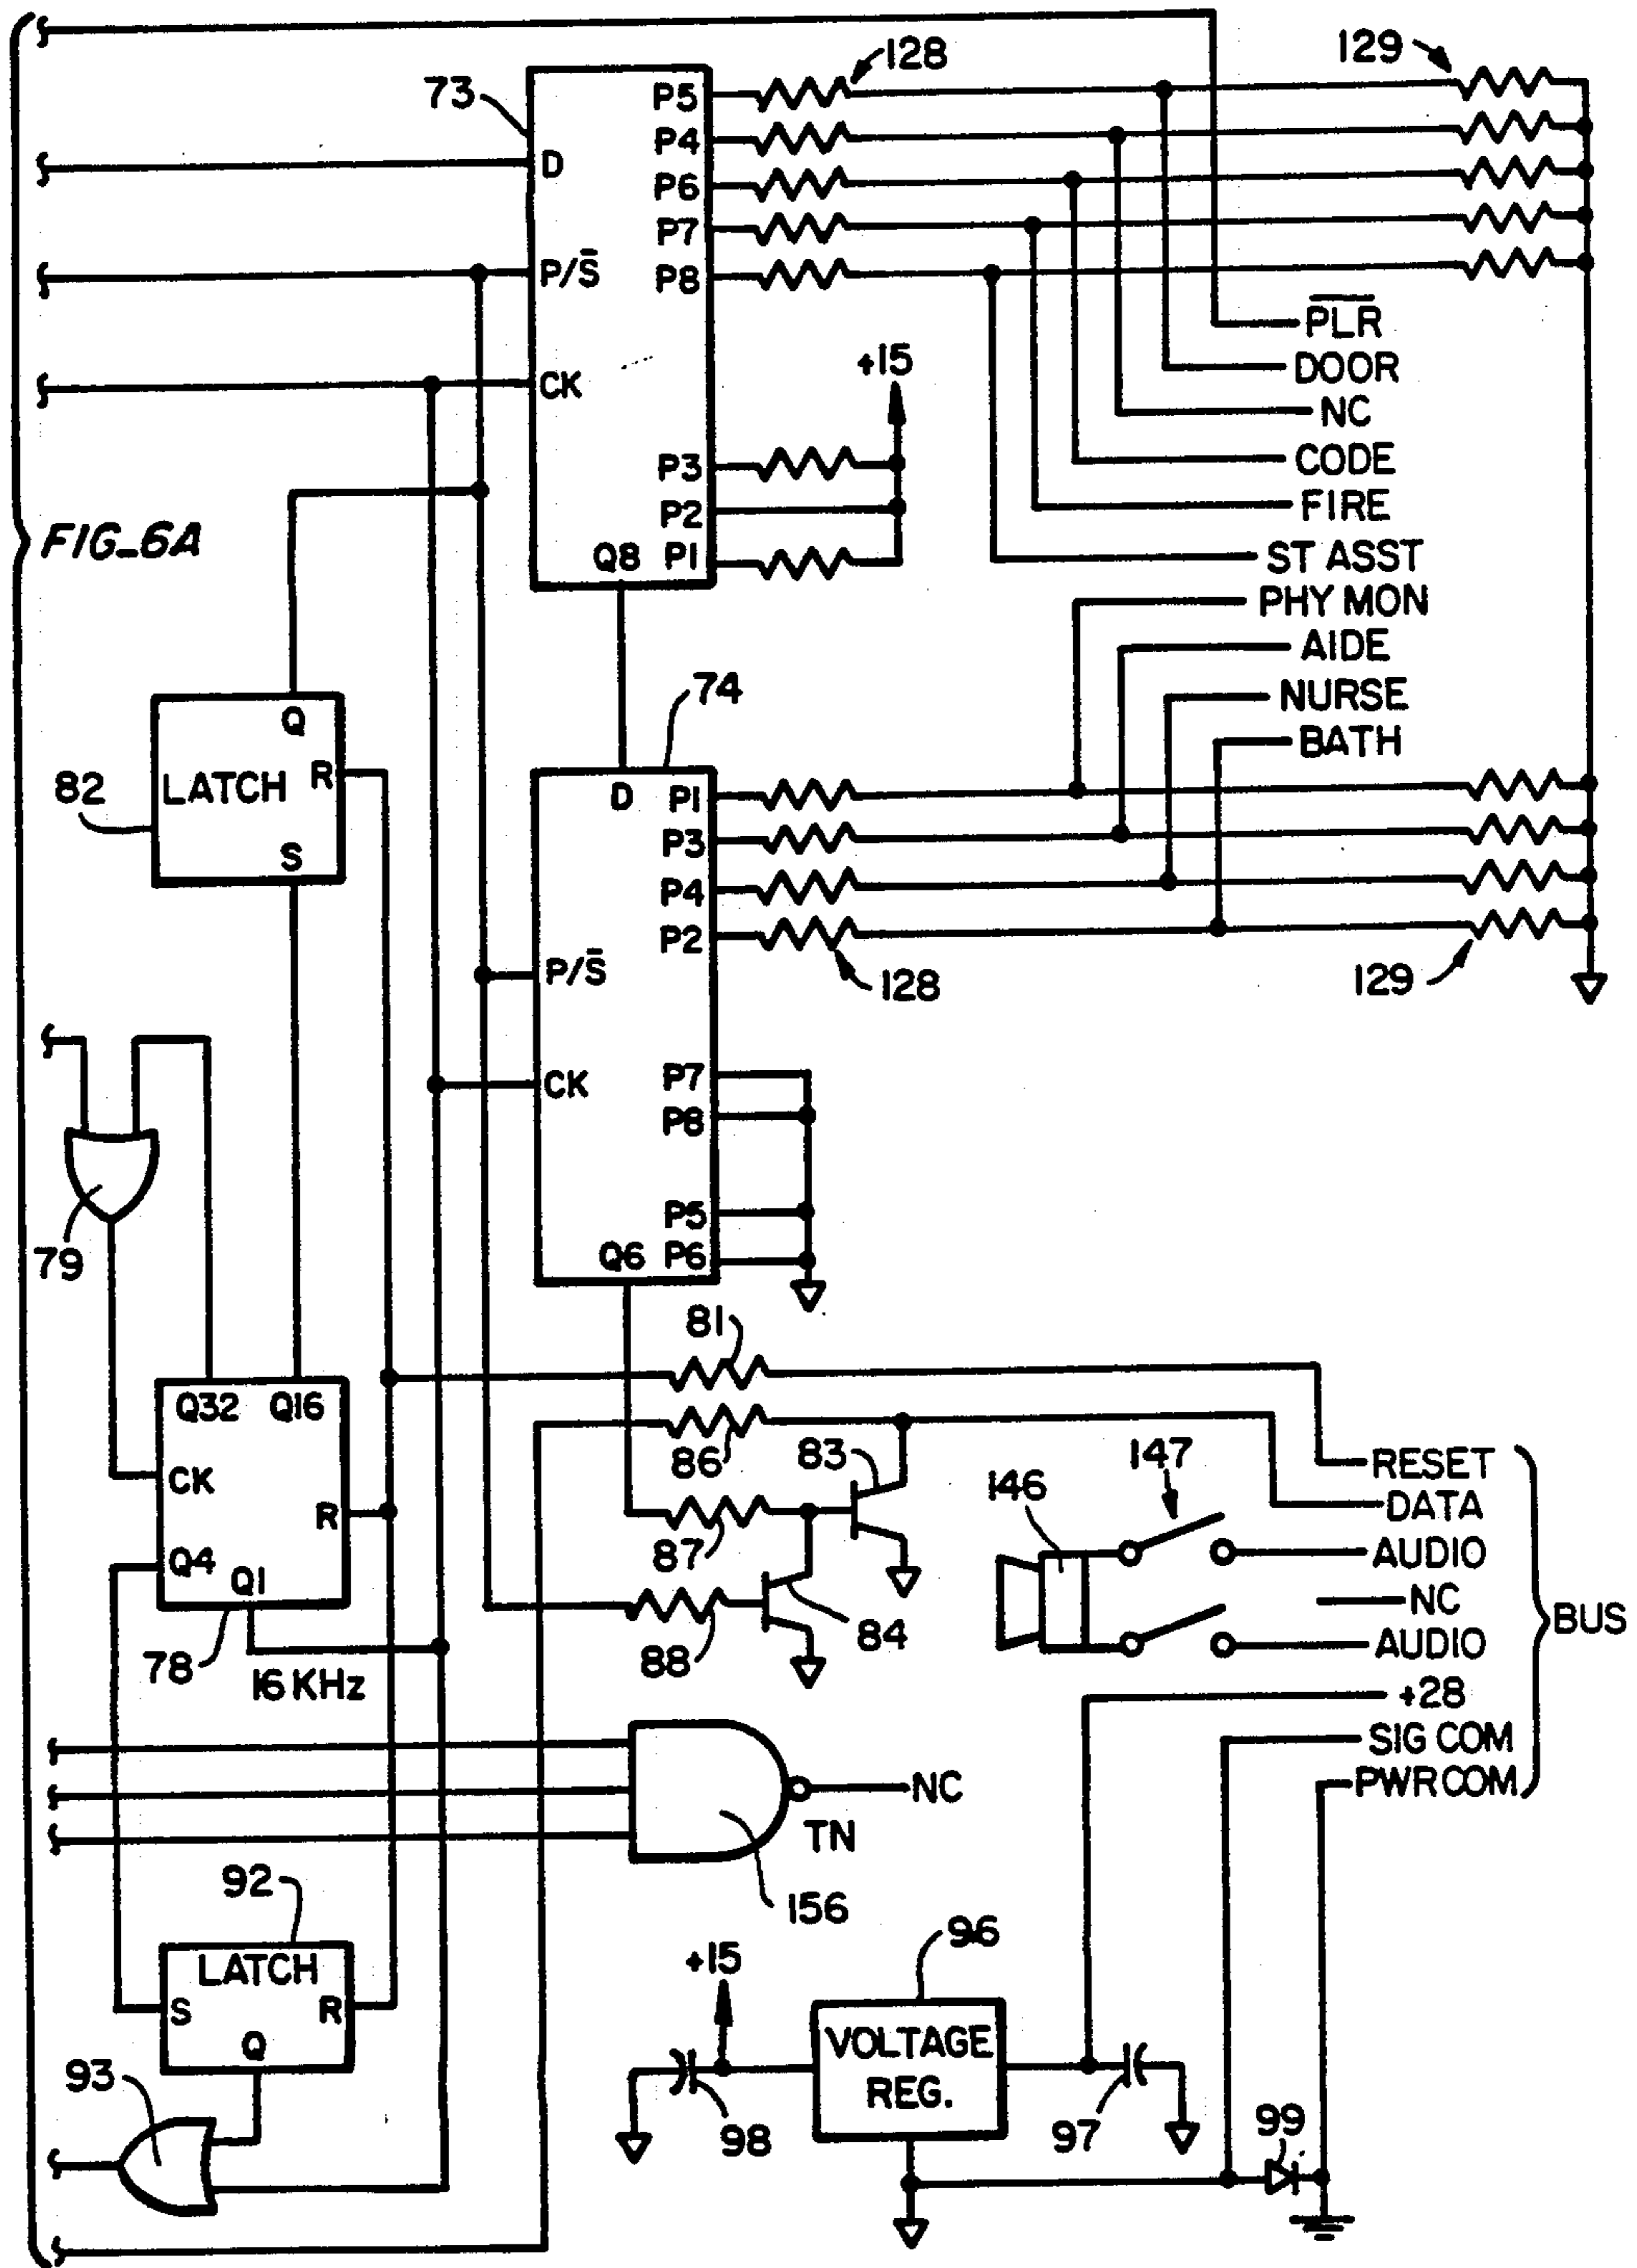 128
129
73
P5
P4
D
P6
P7
P/S̅
P8
P̅L̅R̅
+15
DOOR
CK
NC
P3
CODE
P2
FIRE
FIG_6A
Q8 P1
ST ASST
PHY MON
AIDE
74
NURSE
Q
BATH
82
LATCH R
D P1
S
P3
P4
P2
P/S̅
128
129
CK
P7
P8
79
P5
Q6 P6
81
Q32 Q16
86
83
147
RESET
CK
146
DATA
R
87
AUDIO
Q4
Q1
NC
BUS
84
78
88
AUDIO
16 KHz
+28
SIG COM
NC
PWR COM
TN
92
156
96
LATCH
+15
S R
VOLTAGE
REG.
Q
93
98
97
99